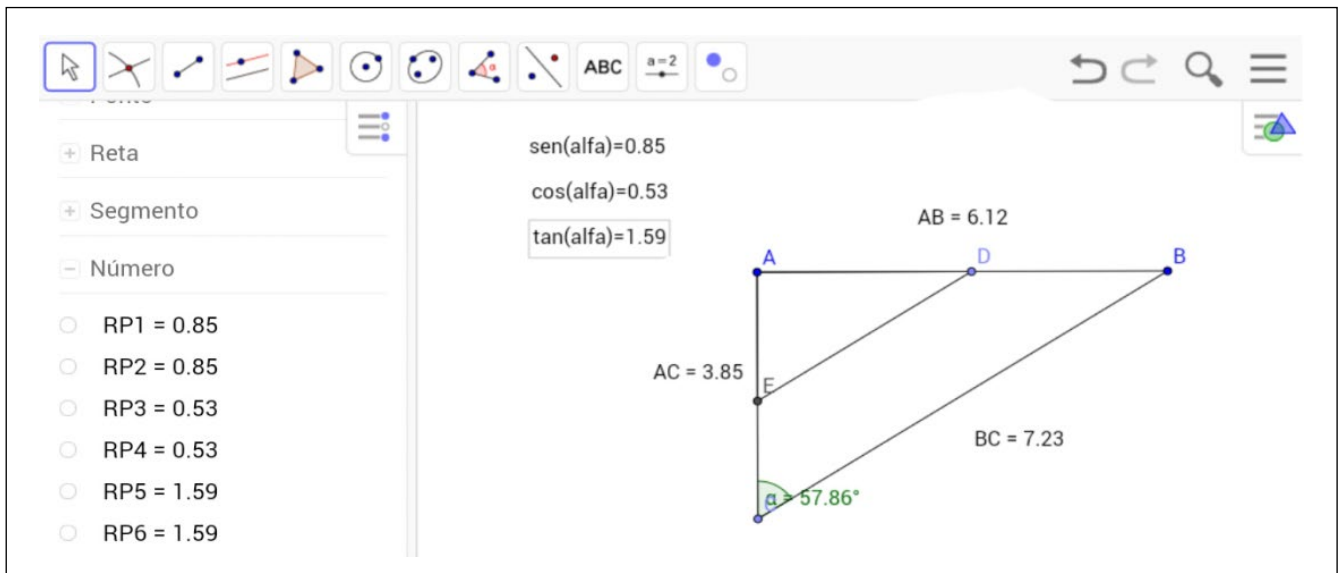 ABC
a=2
Reta
Segmento
Número
RP1 = 0.85
RP2 = 0.85
RP3 = 0.53
RP4 = 0.53
RP5 = 1.59
RP6 = 1.59
sen(alfa)=0.85
cos(alfa)=0.53
tan(alfa)=1.59
AB = 6.12
A
D
B
AC = 3.85
E
BC = 7.23
α = 57.86°
C